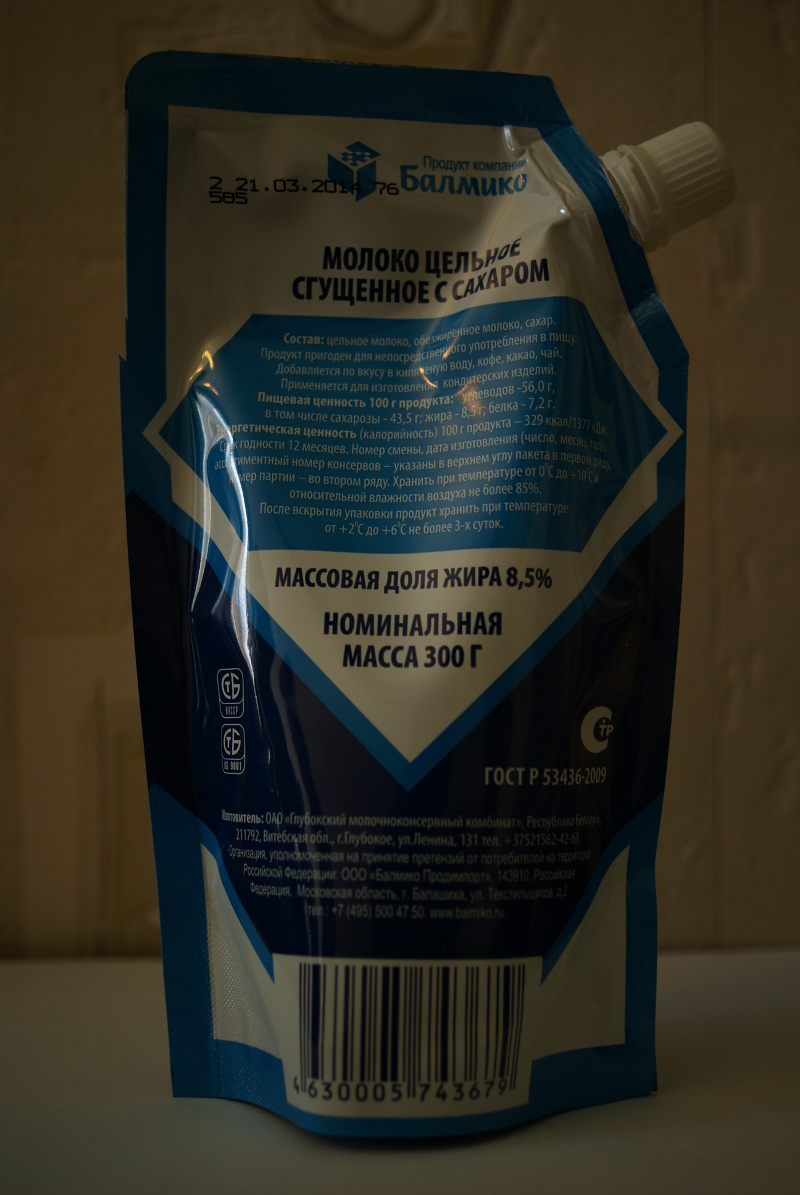 Продукт компании
Балмико
2 21.03.2014 76
585
МОЛОКО ЦЕЛЬНОЕ
СГУЩЕННОЕ С САХАРОМ
Состав: цельное молоко, обезжиренное молоко, сахар.
Продукт пригоден для непосредственного употребления в пищу.
Добавляется по вкусу в кипяченую воду, кофе, какао, чай.
Применяется для изготовления кондитерских изделий.
Пищевая ценность 100 г продукта: углеводов -56,0 г,
в том числе сахарозы - 43,5 г; жира - 8,5 г; белка - 7,2 г.
Энергетическая ценность (калорийность) 100 г продукта – 329 ккал/1377 кДж.
Срок годности 12 месяцев. Номер смены, дата изготовления (число, месяц, год),
ассортиментный номер консервов – указаны в верхнем углу пакета в первом ряду,
номер партии – во втором ряду. Хранить при температуре от 0°C до +10°C и
относительной влажности воздуха не более 85%.
После вскрытия упаковки продукт хранить при температуре
от +2°C до +6°C не более 3-х суток.
МАССОВАЯ ДОЛЯ ЖИРА 8,5%
НОМИНАЛЬНАЯ
МАССА 300 Г
СТБ
СТБ
ISO 9001
СТР
ГОСТ Р 53436-2009
Изготовитель: ОАО «Глубокский молочноконсервный комбинат», Республика Беларусь,
211792, Витебская обл., г.Глубокое, ул.Ленина, 131 тел. +37521562-42-63.
Организация, уполномоченная на принятие претензий от потребителей на территории
Российской Федерации: ООО «Балмико Продимпорт», 143910. Российская
Федерация, Московская область, г. Балашиха, ул. Текстильщиков, д.2
тел.: +7 (495) 500 47 50. www.balmiko.ru.
4 630005 743679